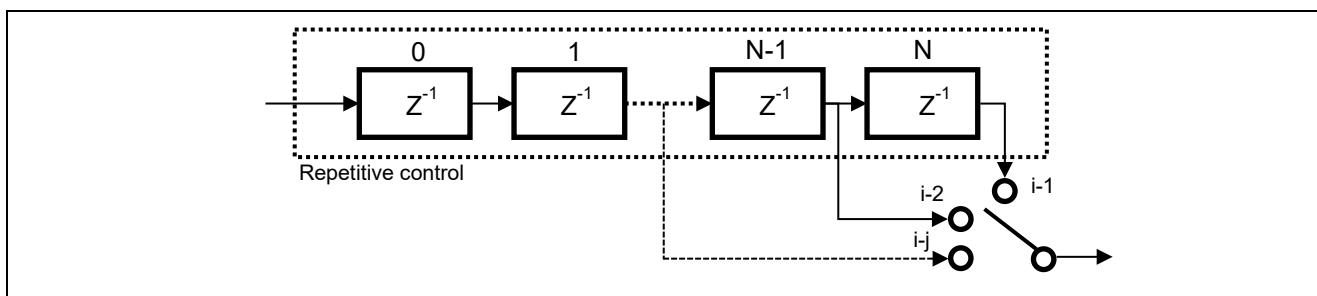 0 1 N-1 N
Z⁻¹ Z⁻¹ Z⁻¹ Z⁻¹
Repetitive control
i-1
i-2
i-j